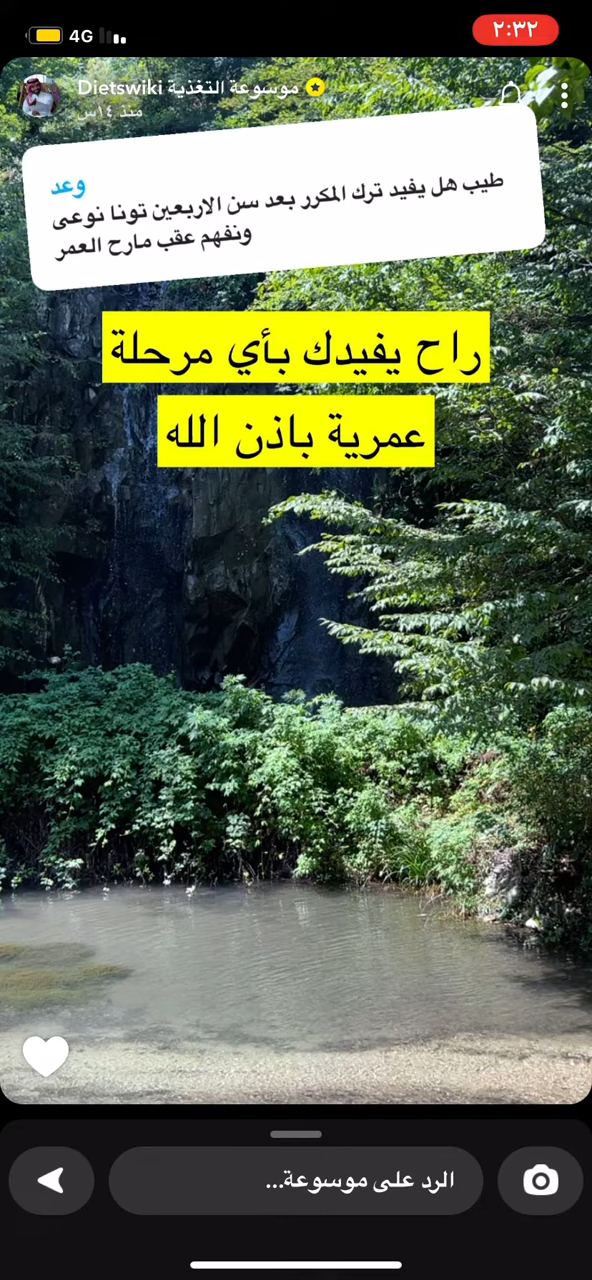 4G
٢:٣٢
موسوعة التغذية Dietswiki
منذ ١٤س
وعد
طيب هل يفيد ترك المكرر بعد سن الاربعين تونا نوعى
ونفهم عقب مارح العمر
راح يفيدك بأي مرحلة
عمرية باذن الله
الرد على موسوعة...